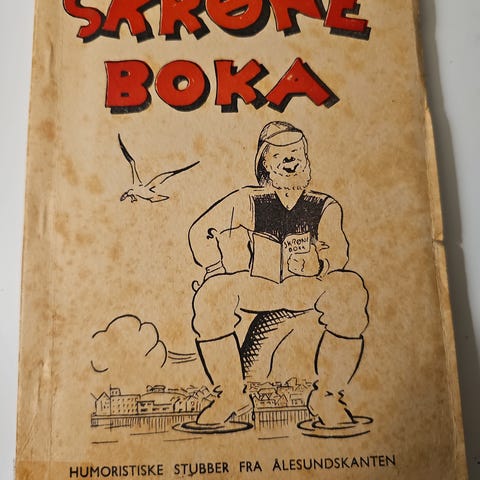 SKRØNE
BOKA
SKRØNE
BOKA
HUMORISTISKE STUBBER FRA ÅLESUNDSKANTEN